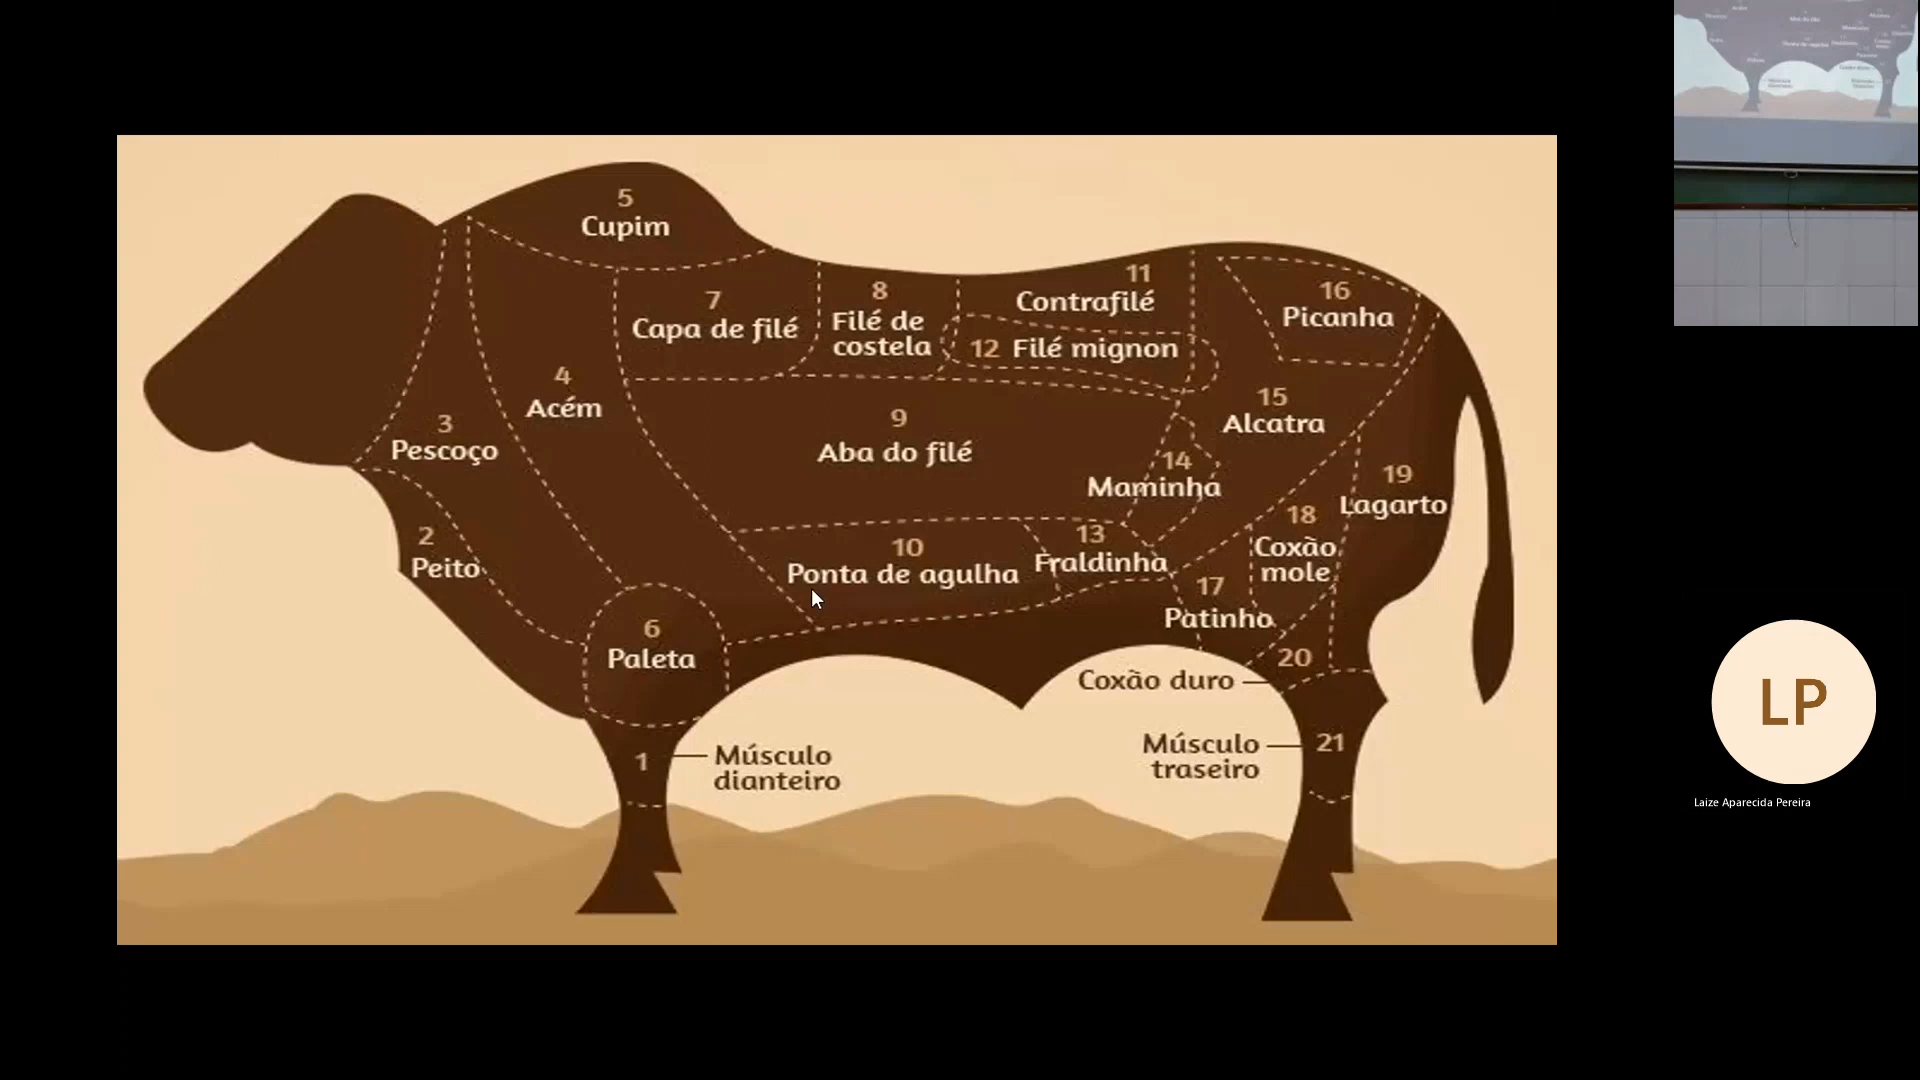 5
Cupim
7
Capa de filé
8
Filé de
costela
11
Contrafilé
12 Filé mignon
16
Picanha
4
Acém
3
Pescoço
9
Aba do filé
15
Alcatra
14
Maminha
19
Lagarto
18
Coxão
mole
2
Peito
10
Ponta de agulha
13
Fraldinha
17
Patinho
6
Paleta
20
Coxão duro
1
Músculo
dianteiro
21
Músculo
traseiro
LP
Laize Aparecida Pereira